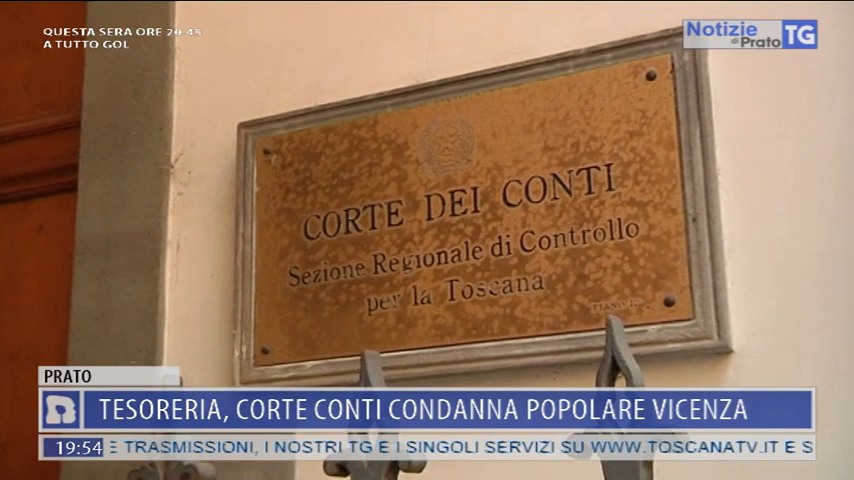 QUESTA SERA ORE 20.45
A TUTTO GOL
Notizie
di Prato
TG
CORTE DEI CONTI
Sezione Regionale di Controllo
per la Toscana
PRATO
TESORERIA, CORTE CONTI CONDANNA POPOLARE VICENZA
19:54
E TRASMISSIONI, I NOSTRI TG E I SINGOLI SERVIZI SU WWW.TOSCANATV.IT E S